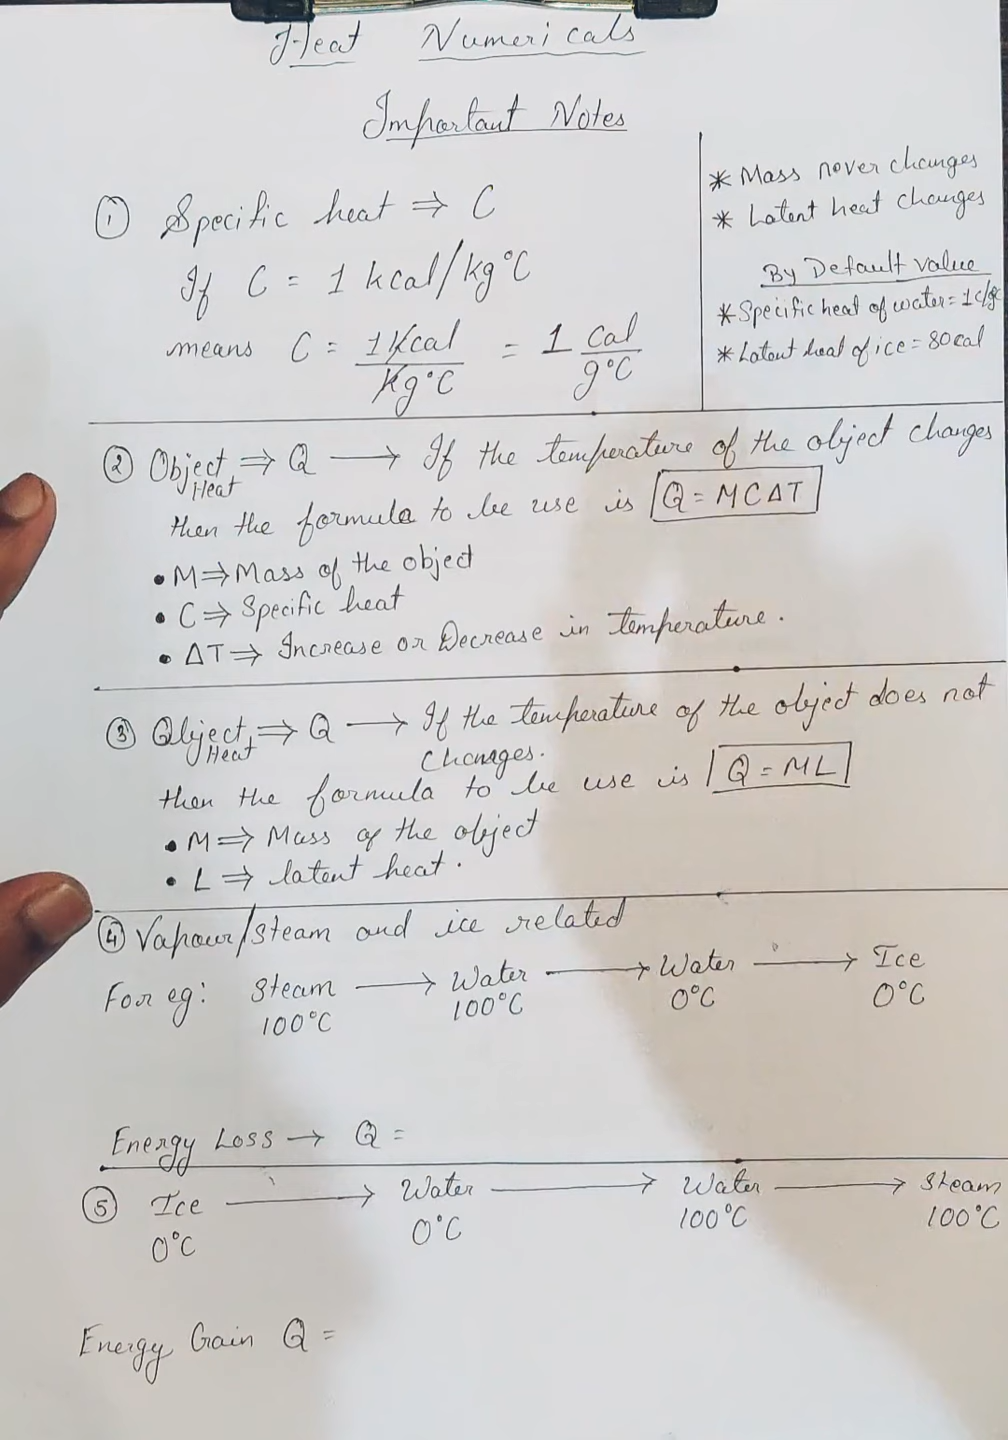 Heat Numericals
Important Notes
① Specific heat ⇒ C
If C = 1 kcal/kg°C
means C = 1Kcal/Kg°C = 1 Cal/g°C
* Mass never changes
* Latent heat changes
By Default value
* Specific heat of water = 1c/g°c
* Latent heat of ice = 80cal
② Object Heat ⇒ Q → If the temperature of the object changes
then the formula to be use is Q = MCΔT
• M ⇒ Mass of the object
• C ⇒ Specific heat
• ΔT ⇒ Increase or Decrease in temperature.
③ Object Heat ⇒ Q → If the temperature of the object does not
changes.
then the formula to be use is Q = ML
• M ⇒ Mass of the object
• L ⇒ latent heat.
④ Vapour/steam and ice related
For eg: Steam → Water → Water → Ice
100°C 100°C 0°C 0°C
Energy Loss → Q =
⑤ Ice → Water → Water → Steam
0°C 0°C 100°C 100°C
Energy Gain Q =